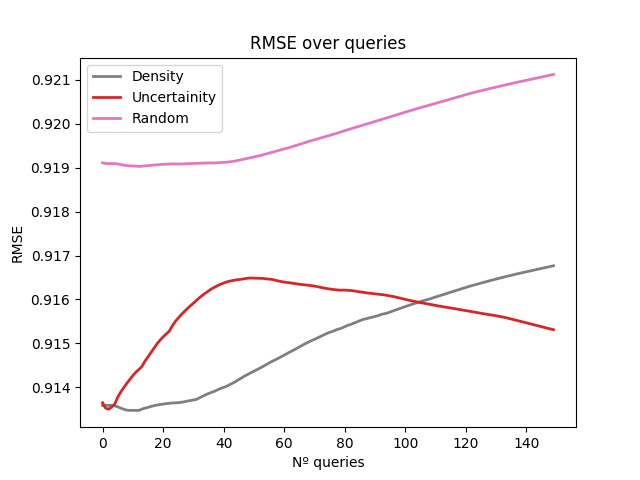 RMSE over queries
Density
Uncertainity
Random
0.921
0.920
0.919
0.918
0.917
0.916
0.915
0.914
RMSE
0 20 40 60 80 100 120 140
Nº queries